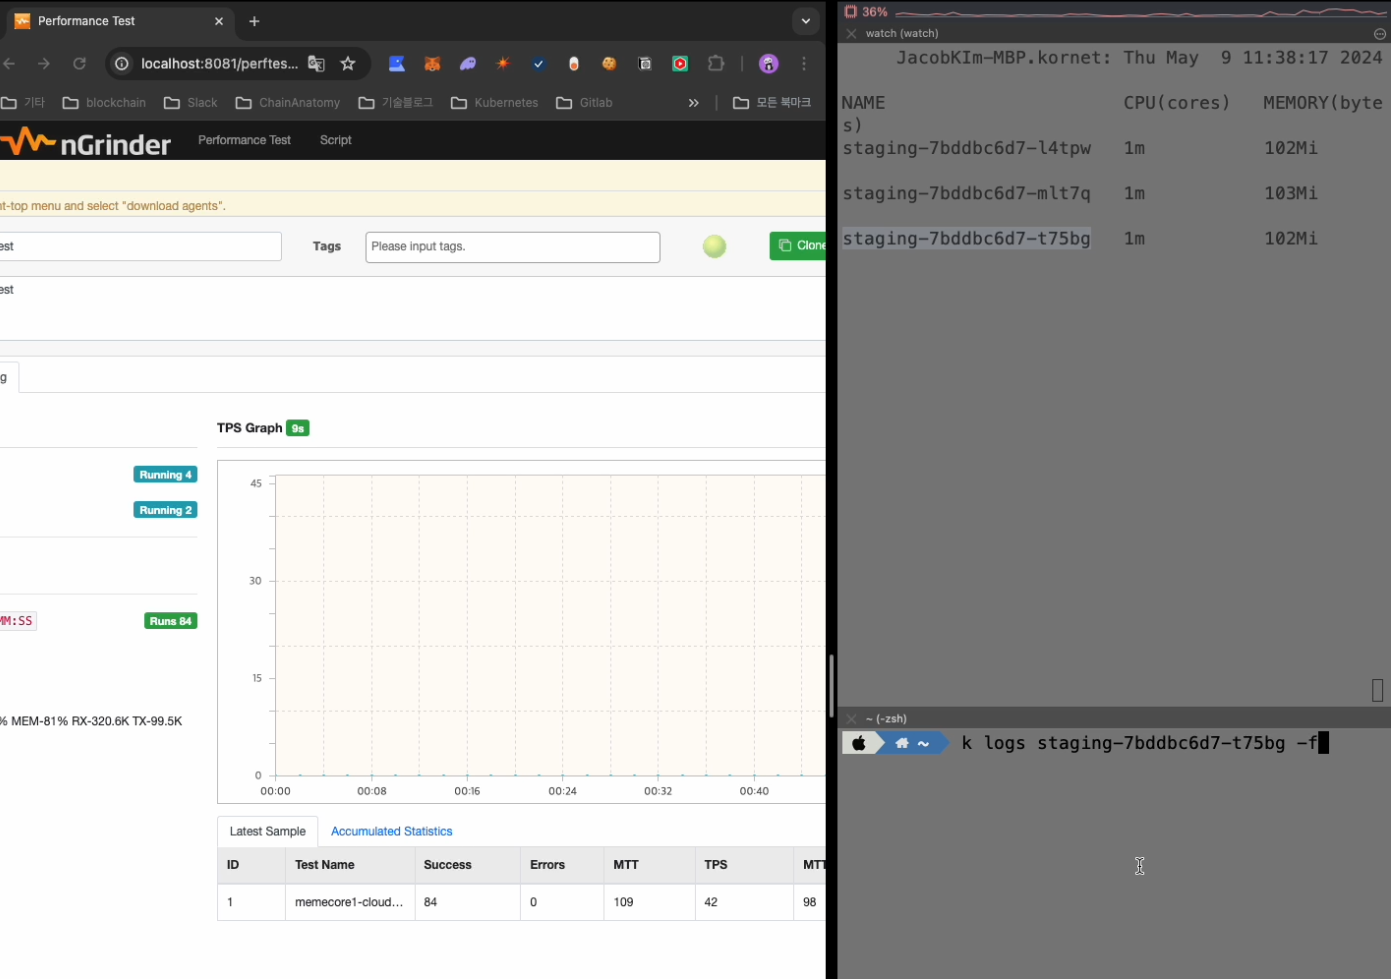 Performance Test
localhost:8081/perftes...
기타
blockchain
Slack
ChainAnatomy
기술블로그
Kubernetes
Gitlab
»
모든 북마크
nGrinder
Performance Test
Script
nt-top menu and select "download agents".
est
Tags
Please input tags.
Clone
est
g
TPS Graph 9s
Running 4
Running 2
MM:SS
Runs 84
% MEM-81% RX-320.6K TX-99.5K
45
30
15
0
00:00 00:08 00:16 00:24 00:32 00:40
Latest Sample Accumulated Statistics
ID Test Name Success Errors MTT TPS MTT
1 memecore1-cloud... 84 0 109 42 98
36%
watch (watch)
JacobKIm-MBP.kornet: Thu May 9 11:38:17 2024
NAME CPU(cores) MEMORY(byte
s)
staging-7bddbc6d7-l4tpw 1m 102Mi
staging-7bddbc6d7-mlt7q 1m 103Mi
staging-7bddbc6d7-t75bg 1m 102Mi
~ (-zsh)
~ k logs staging-7bddbc6d7-t75bg -f